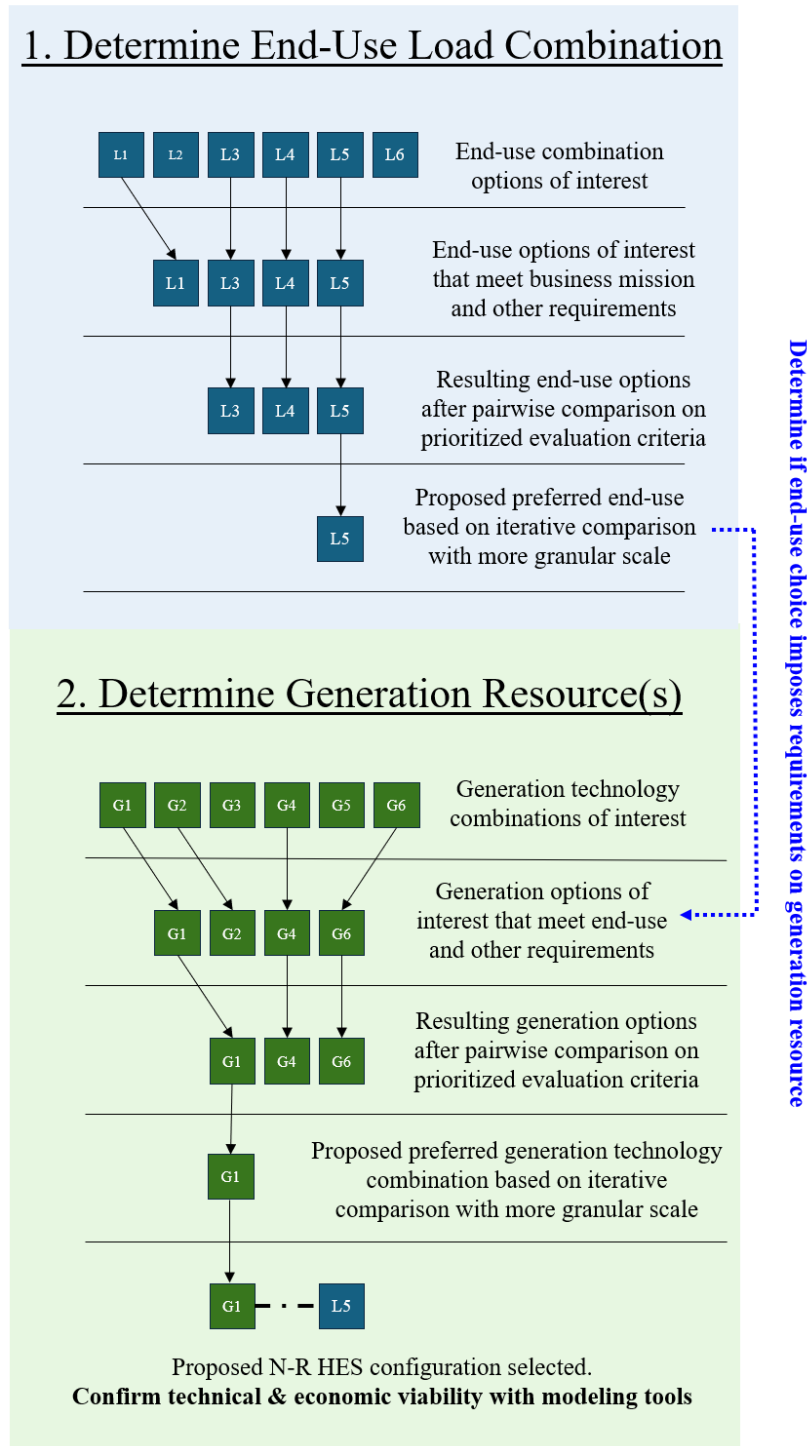 1. Determine End-Use Load Combination
L1 L2 L3 L4 L5 L6
End-use combination
options of interest
L1 L3 L4 L5
End-use options of interest
that meet business mission
and other requirements
L3 L4 L5
Resulting end-use options
after pairwise comparison on
prioritized evaluation criteria
L5
Proposed preferred end-use
based on iterative comparison
with more granular scale
Determine if end-use choice imposes requirements on generation resource
2. Determine Generation Resource(s)
G1 G2 G3 G4 G5 G6
Generation technology
combinations of interest
G1 G2 G4 G6
Generation options of
interest that meet end-use
and other requirements
G1 G4 G6
Resulting generation options
after pairwise comparison on
prioritized evaluation criteria
G1
Proposed preferred generation technology
combination based on iterative
comparison with more granular scale
G1 L5
Proposed N-R HES configuration selected.
Confirm technical & economic viability with modeling tools